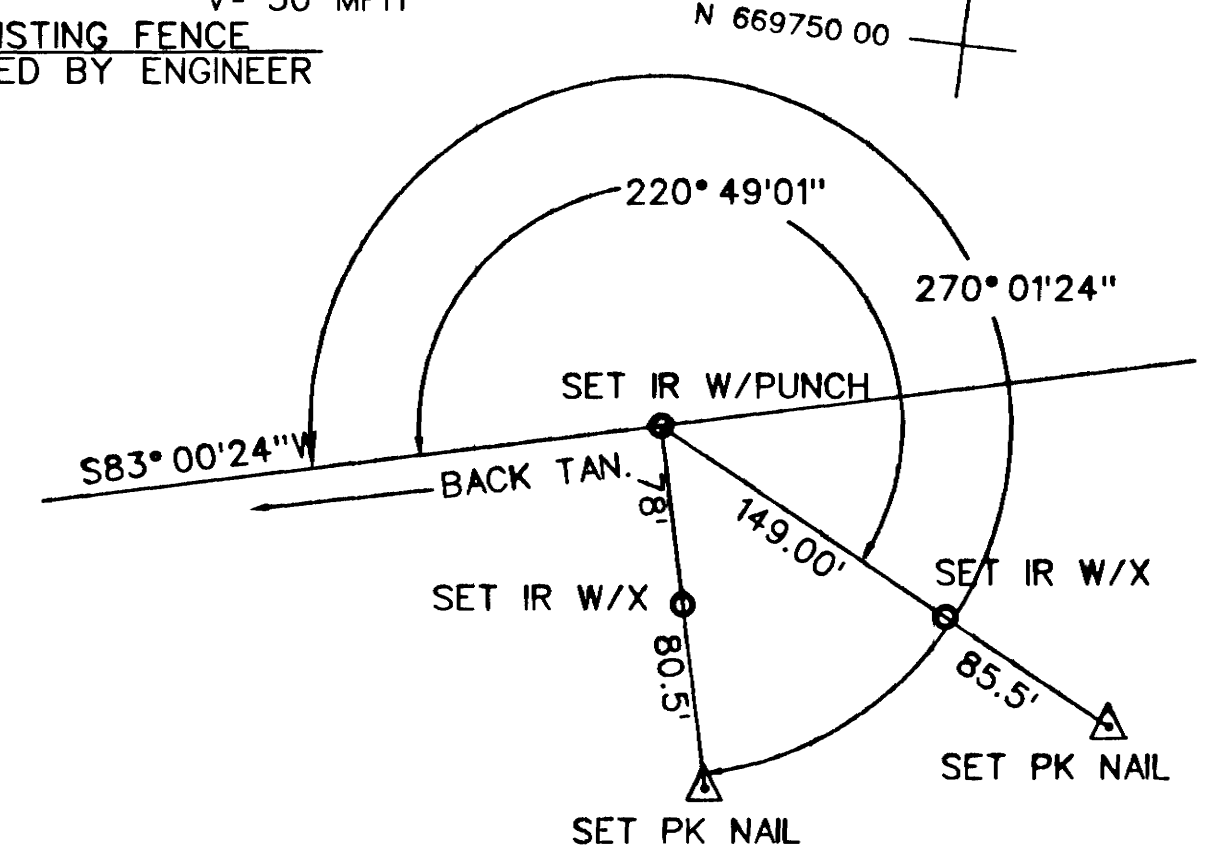 N 669750 00
ISTING FENCE
ED BY ENGINEER
220° 49'01"
270° 01'24"
SET IR W/PUNCH
S83° 00'24"W
BACK TAN.
78'
149.00'
SET IR W/X
SET IR W/X
80.5'
85.5'
SET PK NAIL
SET PK NAIL